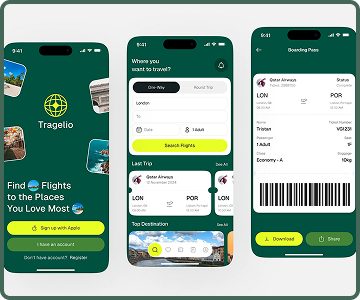 9:41
Tragelio
Find Flights
to the Places
You Love Most
Sign up with Apple
I have an account
Don't have account? Register
9:41
Where you
want to travel?
One-Way
Round Trip
London
To
Date
1 Adult
Search Flights
Last Trip
See All
Qatar Airways
12 November 2024
LON
POR
Top Destination
See All
9:41
Boarding Pass
Qatar Airways
Status
LON
POR
Name
Ticket Number
Tristan
VG1231
Passenger
Seat
1 Adult
1F
Class
Baggage
Economy - A
10Kg
Download
Share